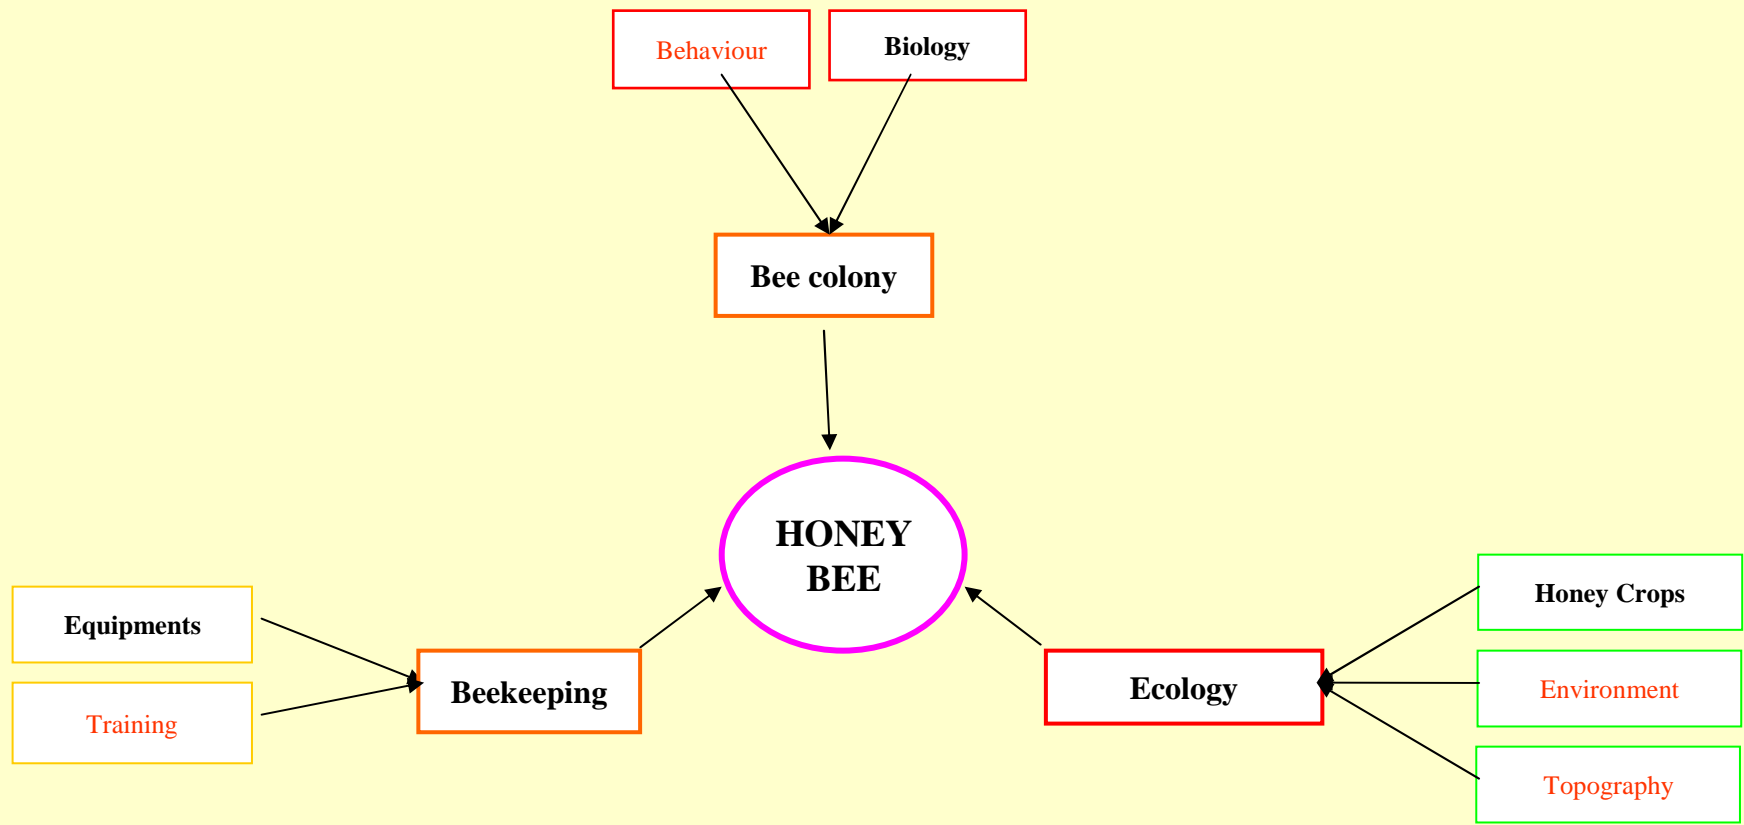 Behaviour
Biology
Bee colony
HONEY
BEE
Equipments
Training
Beekeeping
Ecology
Honey Crops
Environment
Topography